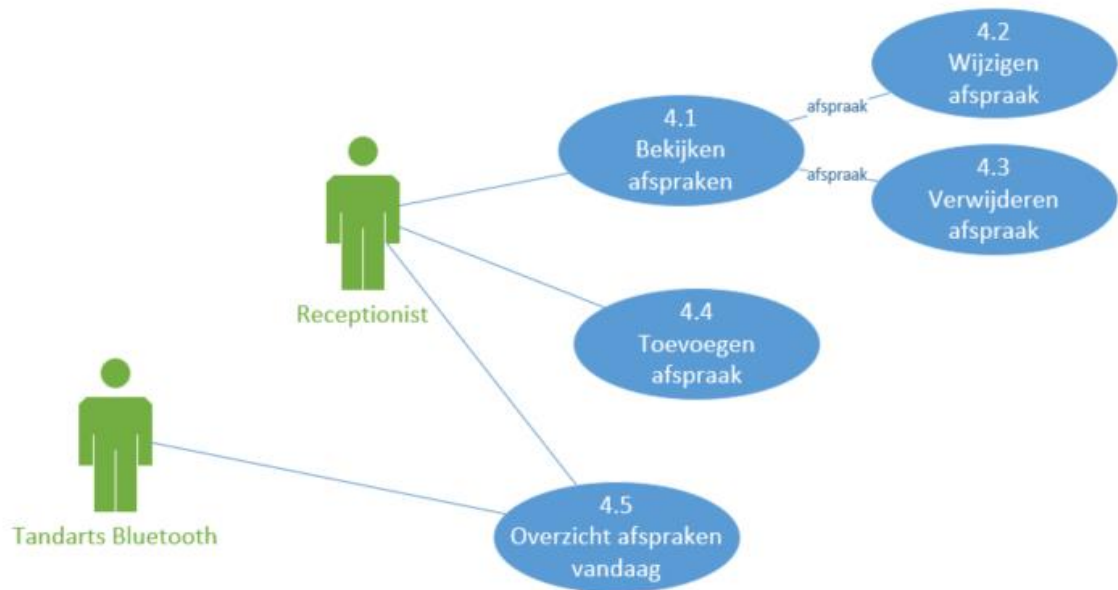 4.2
Wijzigen
afspraak
afspraak
4.1
Bekijken
afspraken
afspraak
4.3
Verwijderen
afspraak
Receptionist
4.4
Toevoegen
afspraak
Tandarts Bluetooth
4.5
Overzicht afspraken
vandaag